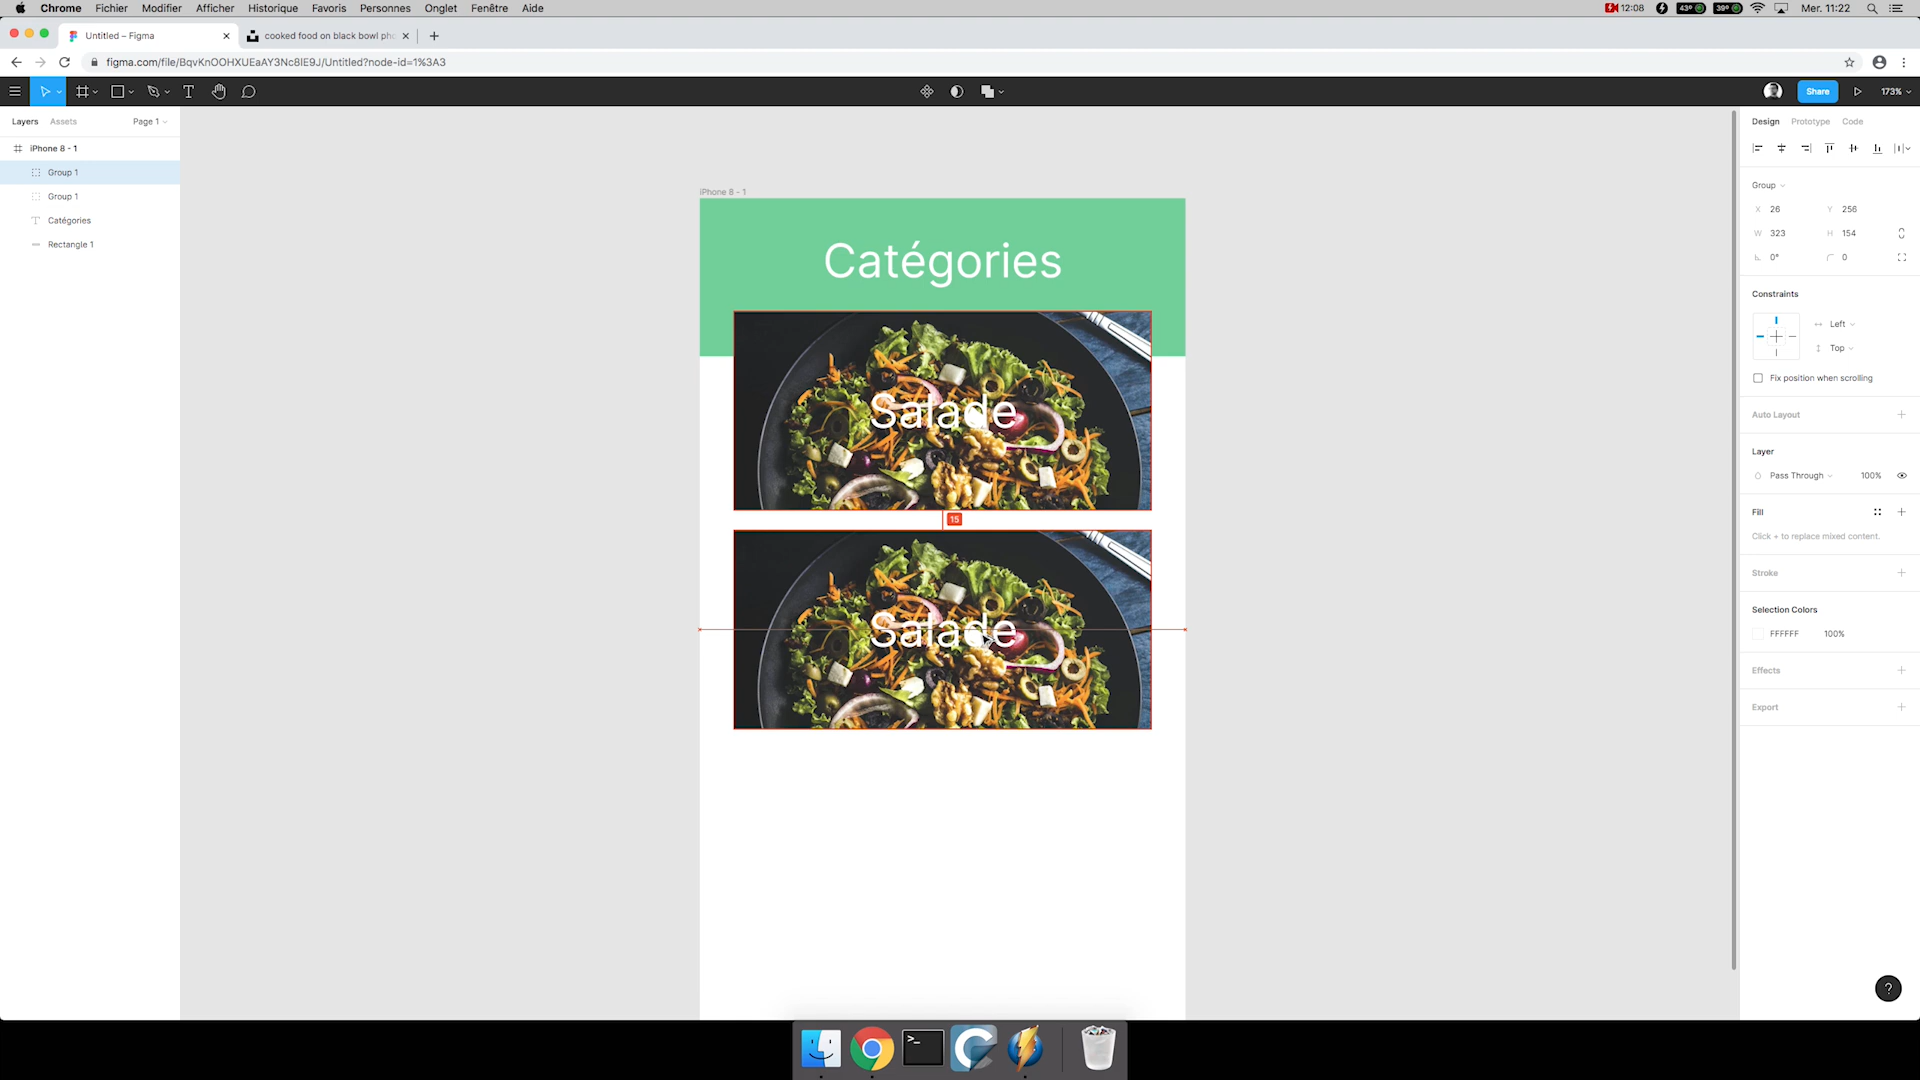 Chrome Fichier Modifier Afficher Historique Favoris Personnes Onglet Fenêtre Aide 12:08 43° 39° Mer. 11:22
Untitled – Figma cooked food on black bowl pho
figma.com/file/BqvKnOOHXUEaAY3Nc8lE9J/Untitled?node-id=1%3A3
Share 173%
Layers Assets Page 1 Design Prototype Code
iPhone 8 - 1
Group 1
Group 1
Catégories
Rectangle 1
iPhone 8 - 1
Catégories
Salade
15
Salade
Group
X 26 Y 256
W 323 H 154
0° 0
Constraints
Left
Top
Fix position when scrolling
Auto Layout
Layer
Pass Through 100%
Fill
Click + to replace mixed content.
Stroke
Selection Colors
FFFFFF 100%
Effects
Export
?
>_